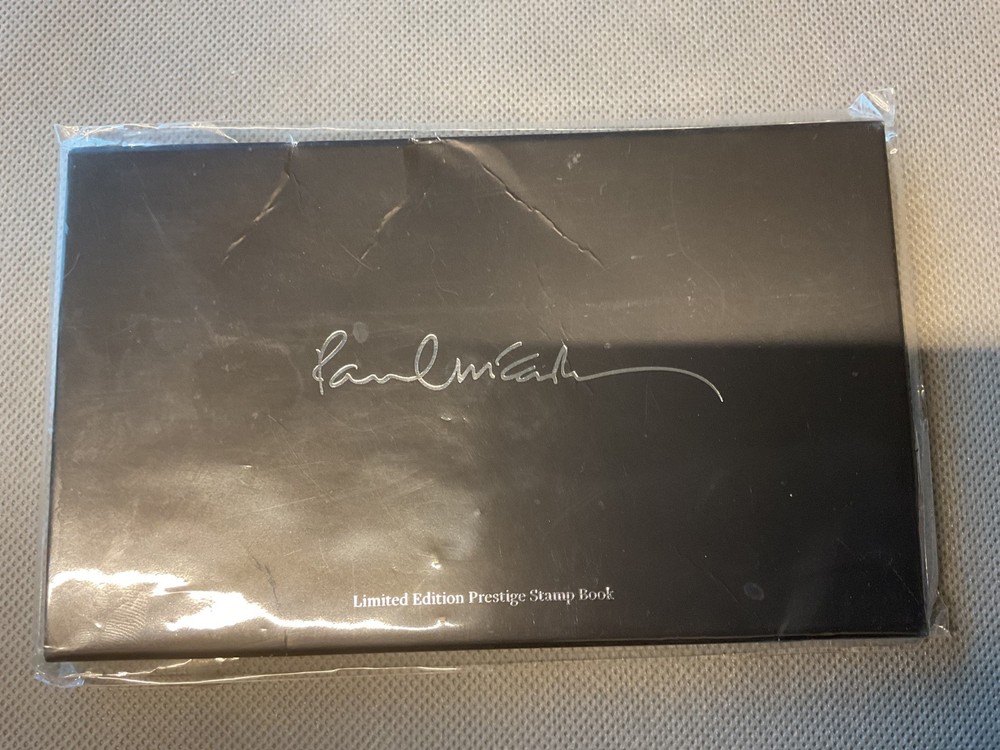 Paul McCartney
Limited Edition Prestige Stamp Book